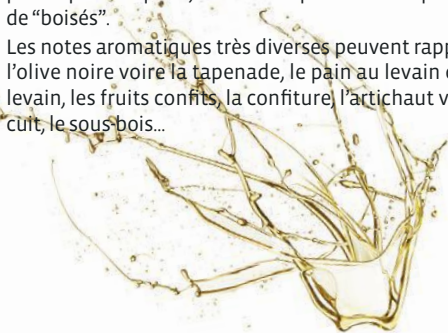 de “boisés”.
Les notes aromatiques très diverses peuvent rapp
l’olive noire voire la tapenade, le pain au levain
levain, les fruits confits, la confiture, l’artichaut v
cuit, le sous-bois...